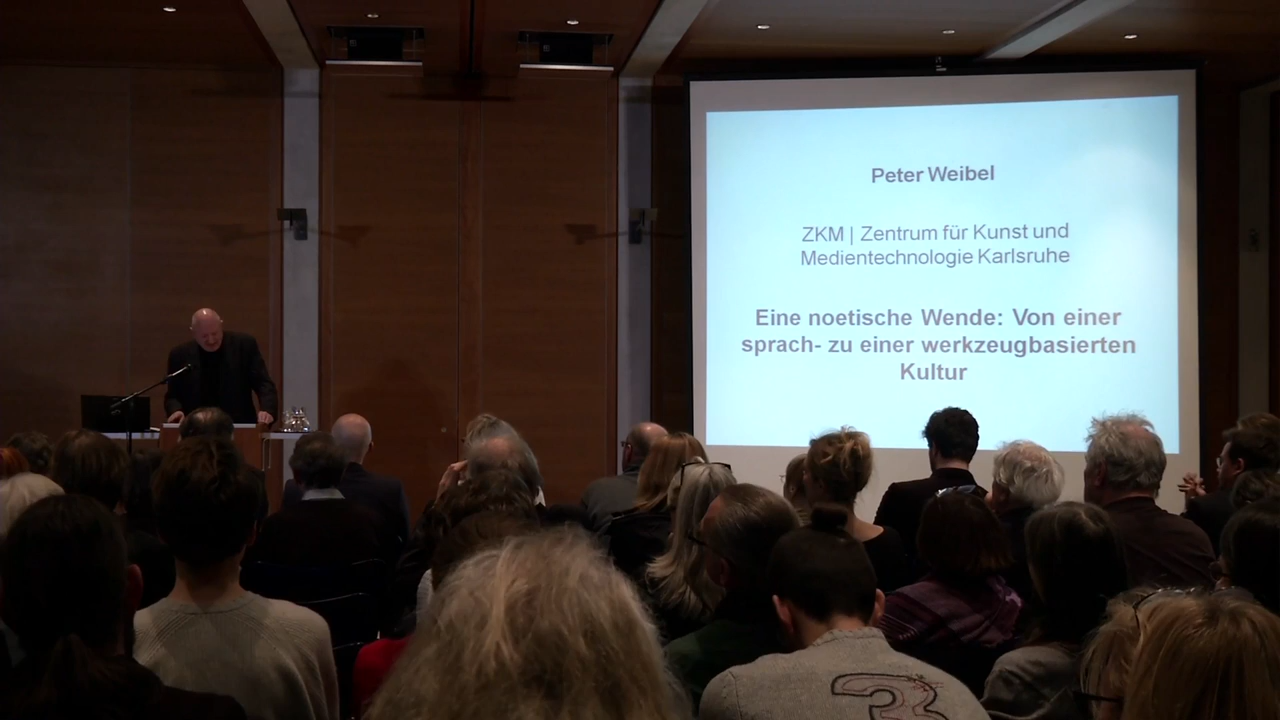 Peter Weibel
ZKM | Zentrum für Kunst und
Medientechnologie Karlsruhe
Eine noetische Wende: Von einer
sprach- zu einer werkzeugbasierten
Kultur
3